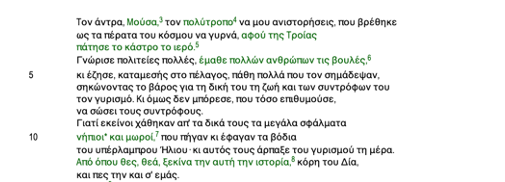 Τον άντρα, Μούσα,³ τον πολύτροπο⁴ να μου ανιστορήσεις, που βρέθηκε
ως τα πέρατα του κόσμου να γυρνά, αφού της Τροίας
πάτησε το κάστρο το ιερό.⁵
Γνώρισε πολιτείες πολλές, έμαθε πολλών ανθρώπων τις βουλές,⁶
5 κι έζησε, καταμεσής στο πέλαγος, πάθη πολλά που τον σημάδεψαν,
σηκώνοντας το βάρος για τη δική του τη ζωή και των συντρόφων του
τον γυρισμό. Κι όμως δεν μπόρεσε, που τόσο επιθυμούσε,
να σώσει τους συντρόφους.
Γιατί εκείνοι χάθηκαν απ' τα δικά τους τα μεγάλα σφάλματα
10 νήπιοι* και μωροί,⁷ που πήγαν κι έφαγαν τα βόδια
του υπέρλαμπρου Ήλιου· κι αυτός τους άρπαξε του γυρισμού τη μέρα.
Από όπου θες, θεά, ξεκίνα την αυτή την ιστορία,⁸ κόρη του Δία,
και πες την και σ' εμάς.